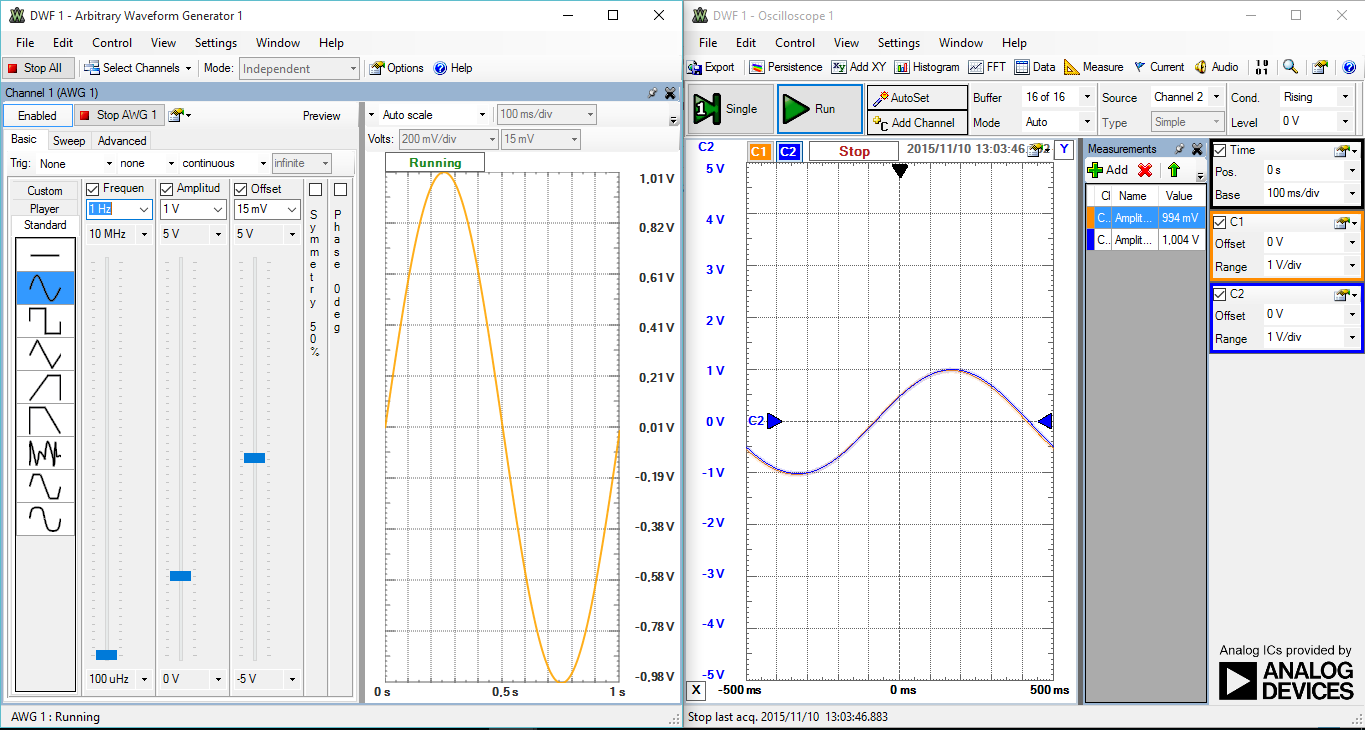 DWF 1 - Arbitrary Waveform Generator 1
File Edit Control View Settings Window Help
Stop All Select Channels Mode: Independent Options Help
Channel 1 (AWG 1)
Enabled Stop AWG 1 Preview
Basic Sweep Advanced
Trig: None none continuous infinite
Custom
Player
Standard
Frequen Amplitud Offset
1 Hz 1 V 15 mV
10 MHz 5 V 5 V
Symmetry 50%
Phase 0deg
100 uHz 0 V -5 V
Auto scale 100 ms/div
Volts: 200 mV/div 15 mV
Running
1,01 V
0,82 V
0,61 V
0,41 V
0,21 V
0,01 V
-0,19 V
-0,38 V
-0,58 V
-0,78 V
-0,98 V
0 s 0,5 s 1 s
AWG 1 : Running
DWF 1 - Oscilloscope 1
File Edit Control View Settings Window Help
Export Persistence Add XY Histogram FFT Data Measure Current Audio
Single Run AutoSet Add Channel
Buffer 16 of 16 Source Channel 2 Cond. Rising
Mode Auto Type Simple Level 0 V
C2 C1 C2 Stop 2015/11/10 13:03:46 Y
5 V
4 V
3 V
2 V
1 V
0 V
-1 V
-2 V
-3 V
-4 V
-5 V
C2
X -500 ms 0 ms 500 ms
Measurements
Add
Name Value
C.. Amplit... 994 mV
C.. Amplit... 1,004 V
Time
Pos. 0 s
Base 100 ms/div
C1
Offset 0 V
Range 1 V/div
C2
Offset 0 V
Range 1 V/div
Analog ICs provided by
ANALOG
DEVICES
Stop last acq. 2015/11/10 13:03:46.883